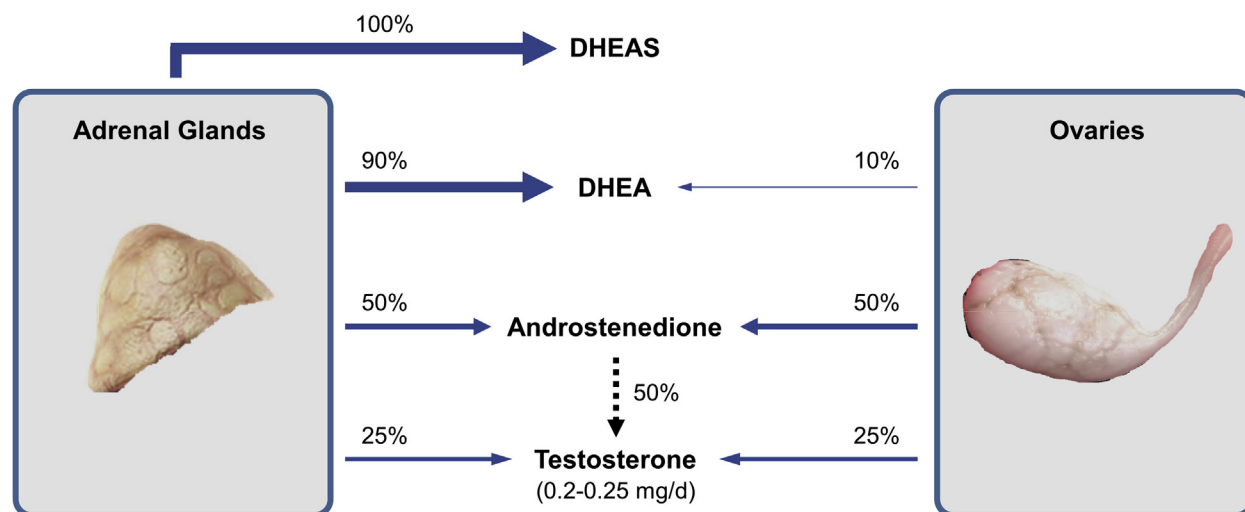 100%
DHEAS
Adrenal Glands
Ovaries
90%
DHEA
10%
50%
Androstenedione
50%
50%
25%
Testosterone
25%
(0.2-0.25 mg/d)